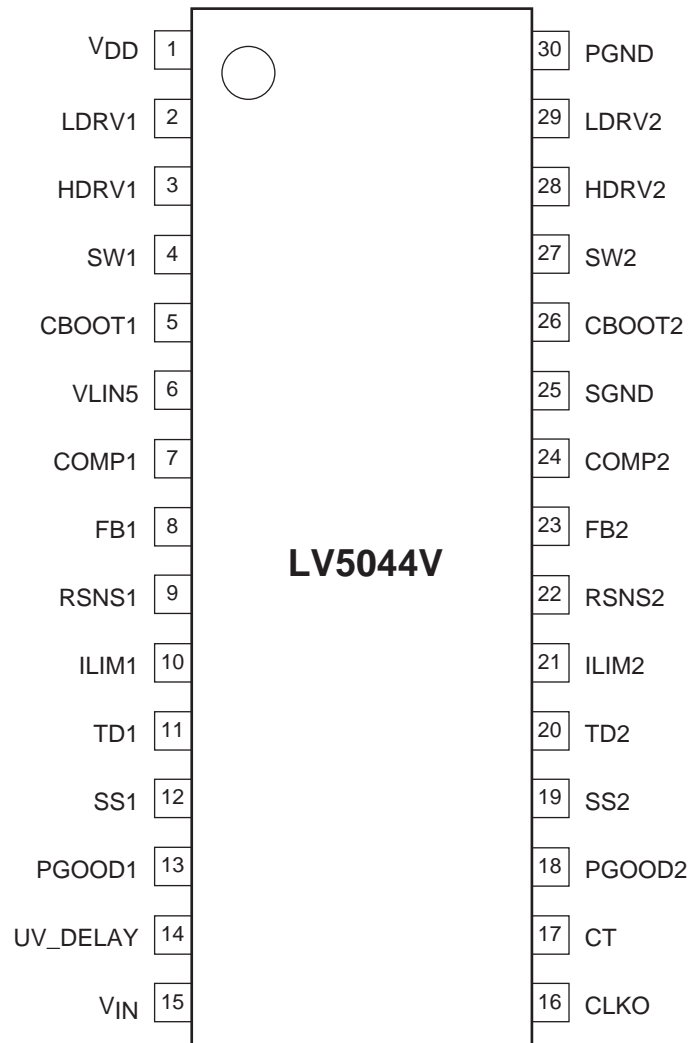 VDD 1 30 PGND
LDRV1 2 29 LDRV2
HDRV1 3 28 HDRV2
SW1 4 27 SW2
CBOOT1 5 26 CBOOT2
VLIN5 6 25 SGND
COMP1 7 24 COMP2
FB1 8 23 FB2
LV5044V
RSNS1 9 22 RSNS2
ILIM1 10 21 ILIM2
TD1 11 20 TD2
SS1 12 19 SS2
PGOOD1 13 18 PGOOD2
UV_DELAY 14 17 CT
VIN 15 16 CLKO